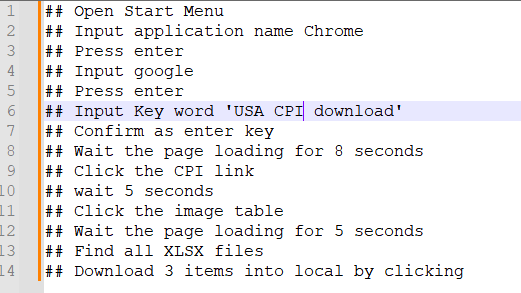 1 ## Open Start Menu
2 ## Input application name Chrome
3 ## Press enter
4 ## Input google
5 ## Press enter
6 ## Input Key word 'USA CPI download'
7 ## Confirm as enter key
8 ## Wait the page loading for 8 seconds
9 ## Click the CPI link
10 ## wait 5 seconds
11 ## Click the image table
12 ## Wait the page loading for 5 seconds
13 ## Find all XLSX files
14 ## Download 3 items into local by clicking